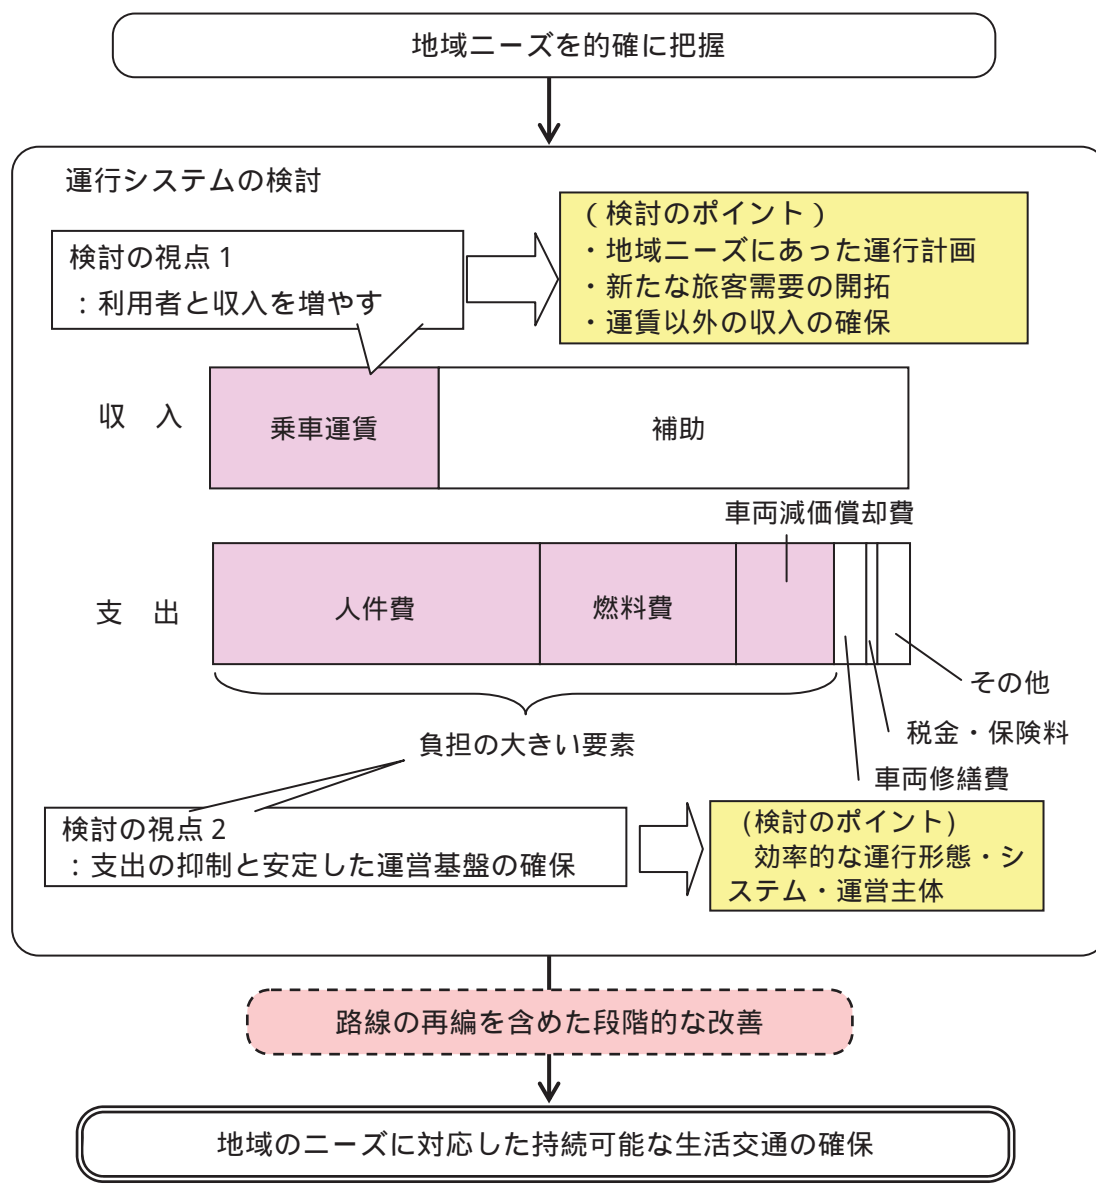 地域ニーズを的確に把握
運行システムの検討
検討の視点1
：利用者と収入を増やす
（検討のポイント）
・地域ニーズにあった運行計画
・新たな旅客需要の開拓
・運賃以外の収入の確保
収　入
乗車運賃
補助
車両減価償却費
支　出
人件費
燃料費
その他
税金・保険料
車両修繕費
負担の大きい要素
検討の視点2
：支出の抑制と安定した運営基盤の確保
(検討のポイント)
効率的な運行形態・シ
ステム・運営主体
路線の再編を含めた段階的な改善
地域のニーズに対応した持続可能な生活交通の確保